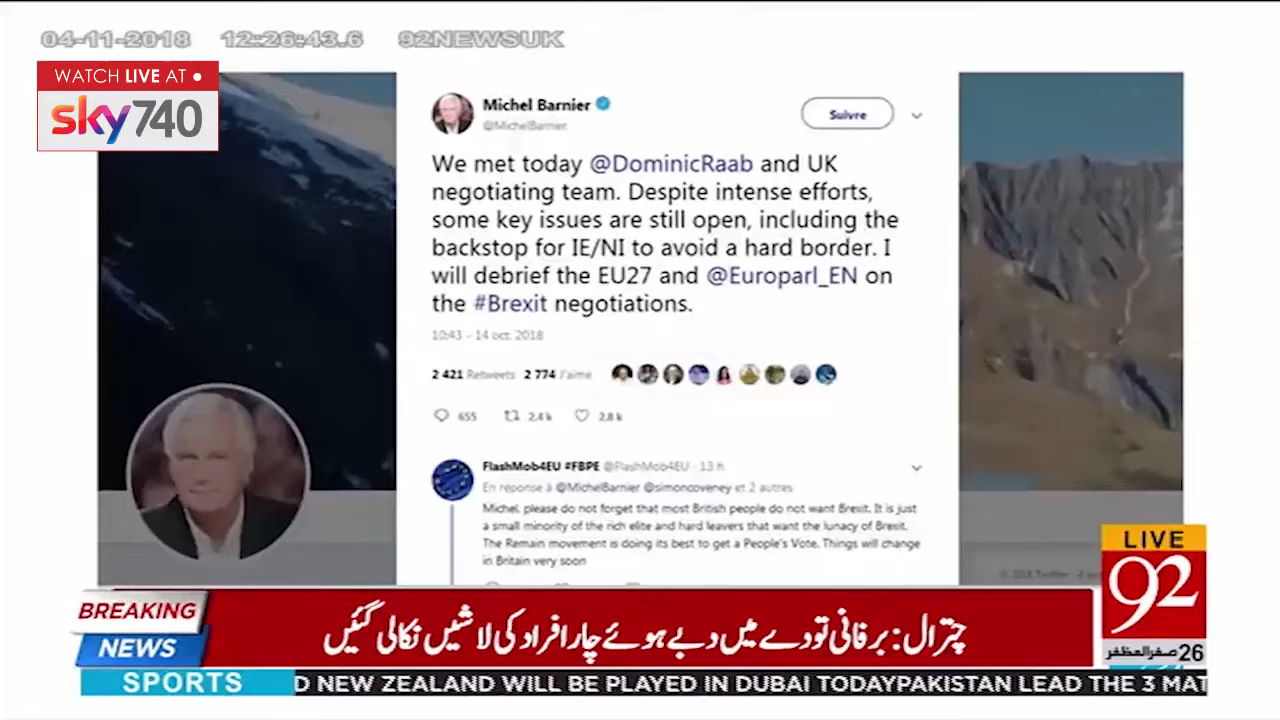 04-11-2018 12:26:43.6 92NEWSUK
WATCH LIVE AT
sky740
Michel Barnier
@MichelBarnier
Suivre
We met today @DominicRaab and UK
negotiating team. Despite intense efforts,
some key issues are still open, including the
backstop for IE/NI to avoid a hard border. I
will debrief the EU27 and @Europarl_EN on
the #Brexit negotiations.
10:43 - 14 oct. 2018
2 421 Retweets 2 774 J'aime
655 2,4 k 2,8 k
FlashMob4EU #FBPE @FlashMob4EU · 13 h
En réponse à @MichelBarnier @simoncoveney et 2 autres
Michel, please do not forget that most British people do not want Brexit. It is just
a small minority of the rich elite and hard leavers that want the lunacy of Brexit.
The Remain movement is doing its best to get a People's Vote. Things will change
in Britain very soon
LIVE
92
26 صفر المظفر
BREAKING
NEWS
چترال: برفانی تودے میں دبے ہوئے چار افراد کی لاشیں نکالی گئیں
SPORTS
D NEW ZEALAND WILL BE PLAYED IN DUBAI TODAYPAKISTAN LEAD THE 3 MAT